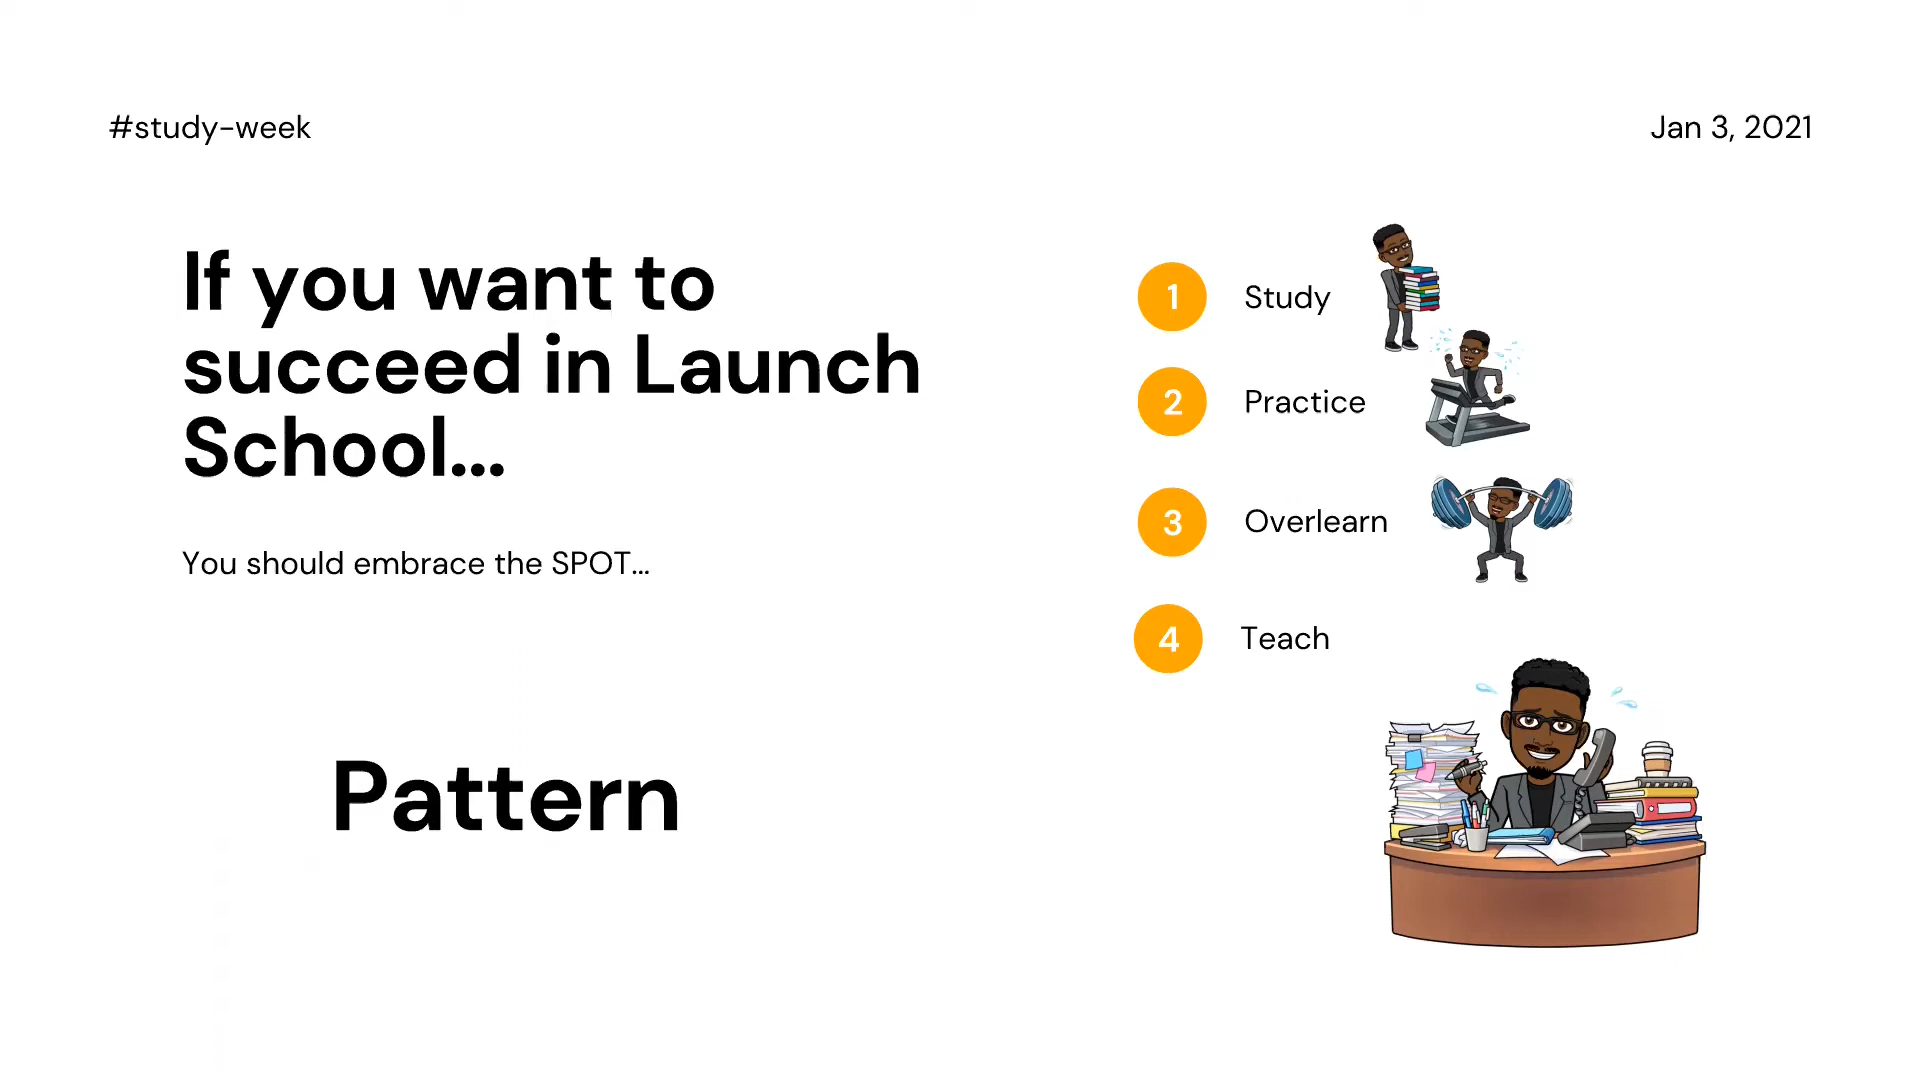 #study-week
Jan 3, 2021
If you want to
succeed in Launch
School...
You should embrace the SPOT...
Pattern
1 Study
2 Practice
3 Overlearn
4 Teach